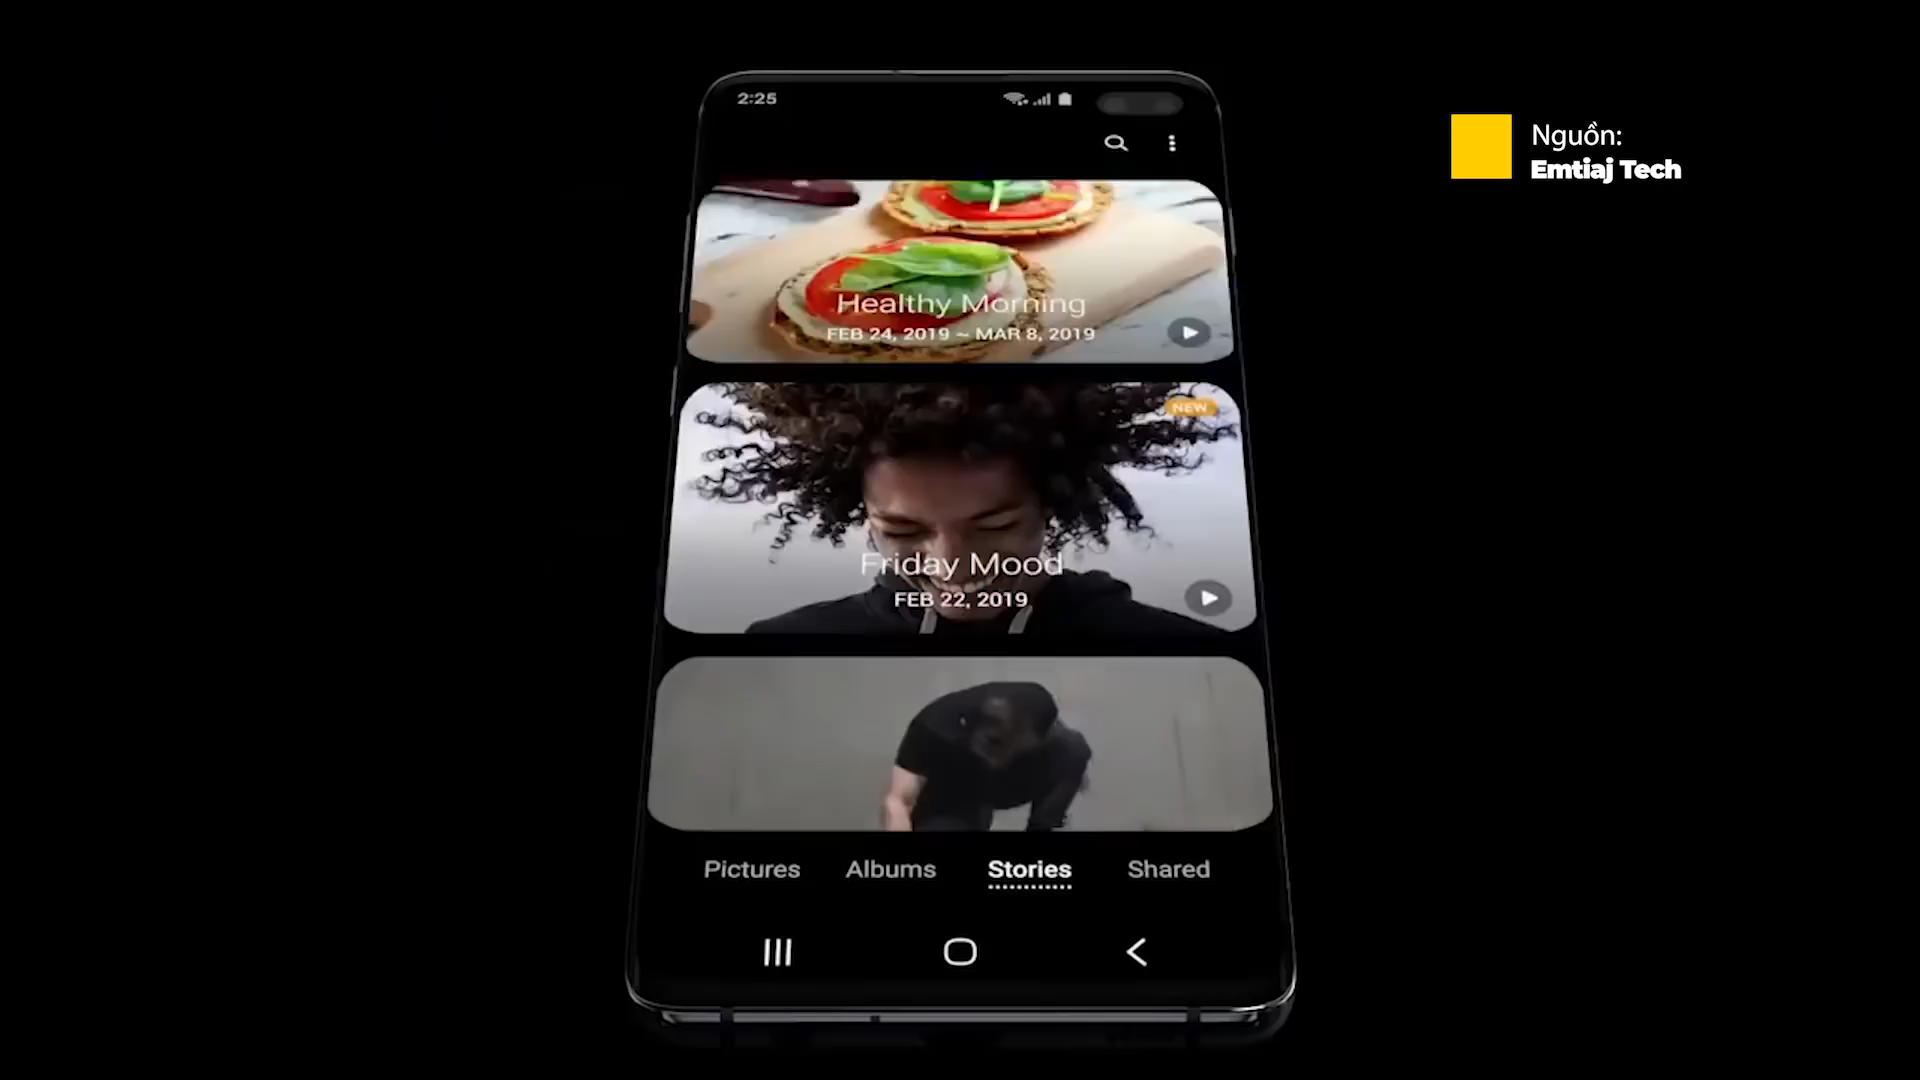 2:25
Nguồn:
Emtiaj Tech
Healthy Morning
FEB 24, 2019 ~ MAR 8, 2019
NEW
Friday Mood
FEB 22, 2019
Pictures
Albums
Stories
Shared